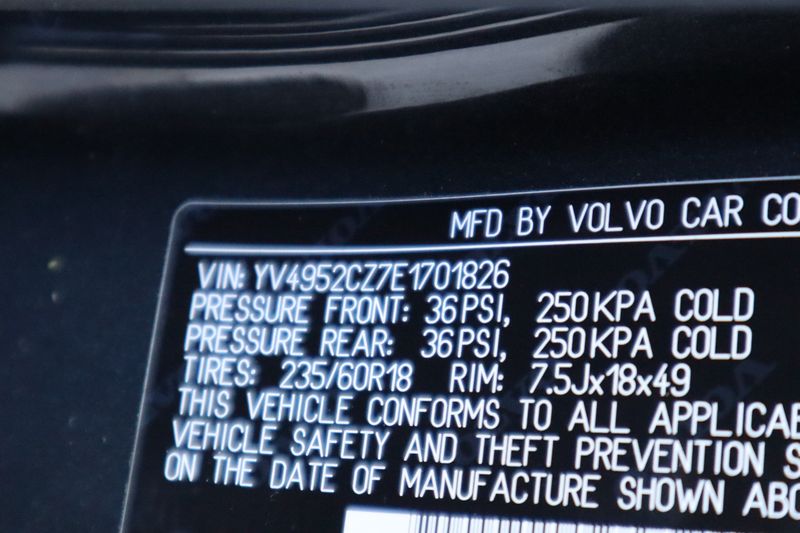 MFD BY VOLVO CAR CO
VIN: YV4952CZ7E1701826
PRESSURE FRONT: 36PSI, 250KPA COLD
PRESSURE REAR: 36PSI, 250KPA COLD
TIRES: 235/60R18 RIM: 7.5Jx18x49
THIS VEHICLE CONFORMS TO ALL APPLICAB
VEHICLE SAFETY AND THEFT PREVENTION S
ON THE DATE OF MANUFACTURE SHOWN ABO